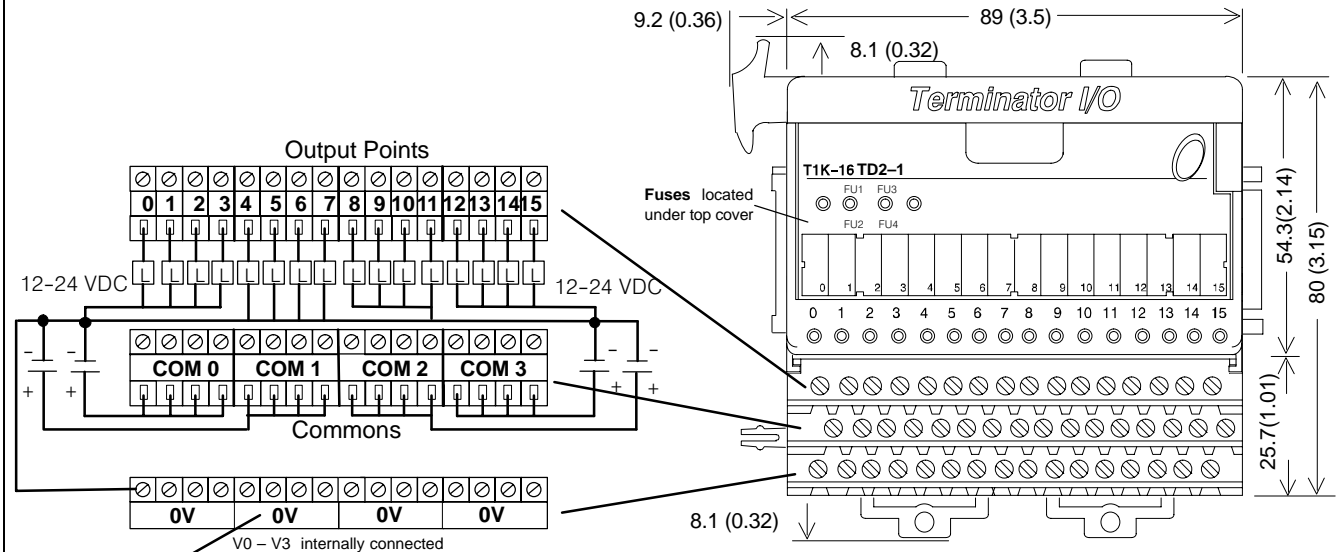 9.2 (0.36)
89 (3.5)
8.1 (0.32)
Terminator I/O
T1K-16 TD2-1
FU1 FU3
FU2 FU4
Fuses located
under top cover
0 1 2 3 4 5 6 7 8 9 10 11 12 13 14 15
0 1 2 3 4 5 6 7 8 9 10 11 12 13 14 15
54.3(2.14)
80 (3.15)
25.7(1.01)
8.1 (0.32)
Output Points
0 1 2 3 4 5 6 7 8 9 10 11 12 13 14 15
L L L L L L L L L L L L L L L L
12-24 VDC
12-24 VDC
- - - -
COM 0 COM 1 COM 2 COM 3
+ + + +
Commons
0V 0V 0V 0V
V0 – V3 internally connected